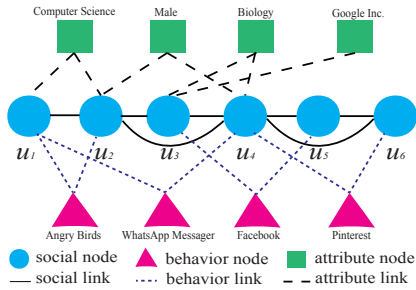 Computer Science Male Biology Google Inc.
u1 u2 u3 u4 u5 u6
Angry Birds WhatsApp Messager Facebook Pinterest
social node behavior node attribute node
social link behavior link attribute link